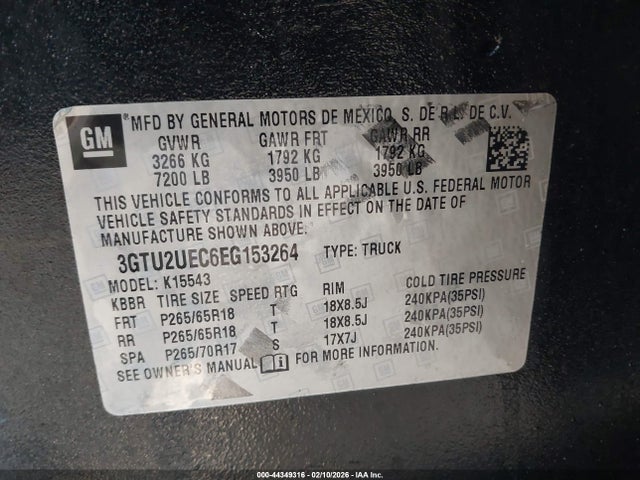 GM
*MFD BY GENERAL MOTORS DE MEXICO, S. DE R.L. DE C.V.
GVWR GAWR FRT GAWR RR
3266 KG 1792 KG 1792 KG
7200 LB 3950 LB 3950 LB
THIS VEHICLE CONFORMS TO ALL APPLICABLE U.S. FEDERAL MOTOR
VEHICLE SAFETY STANDARDS IN EFFECT ON THE DATE OF
MANUFACTURE SHOWN ABOVE.
3GTU2UEC6EG153264 TYPE: TRUCK
MODEL: K15543
KBBR TIRE SIZE SPEED RTG RIM COLD TIRE PRESSURE
FRT P265/65R18 T 18X8.5J 240KPA(35PSI)
RR P265/65R18 T 18X8.5J 240KPA(35PSI)
SPA P265/70R17 S 17X7J 240KPA(35PSI)
SEE OWNER'S MANUAL FOR MORE INFORMATION.
000-44349316 - 02/10/2026 - IAA Inc.